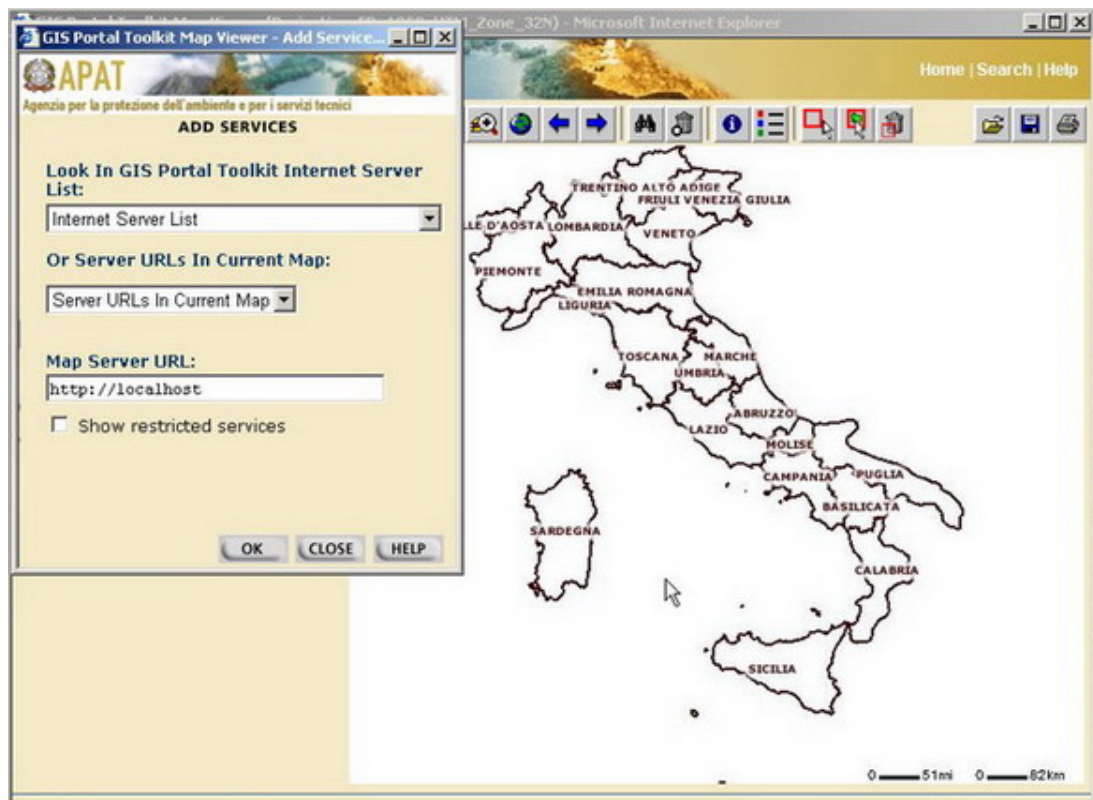 GIS Portal Toolkit Map Viewer - Add Service...
_Zone_32N) - Microsoft Internet Explorer
APAT
Agenzia per la protezione dell'ambiente e per i servizi tecnici
Home | Search | Help
ADD SERVICES
Look In GIS Portal Toolkit Internet Server
List:
Internet Server List
Or Server URLs In Current Map:
Server URLs In Current Map
Map Server URL:
http://localhost
Show restricted services
OK
CLOSE
HELP
TRENTINO ALTO ADIGE
FRIULI VENEZIA GIULIA
LLE D'AOSTA
LOMBARDIA
VENETO
PIEMONTE
EMILIA ROMAGNA
LIGURIA
TOSCANA
MARCHE
UMBRIA
ABRUZZO
LAZIO
MOLISE
CAMPANIA
PUGLIA
BASILICATA
SARDEGNA
CALABRIA
SICILIA
0 51mi 0 82km